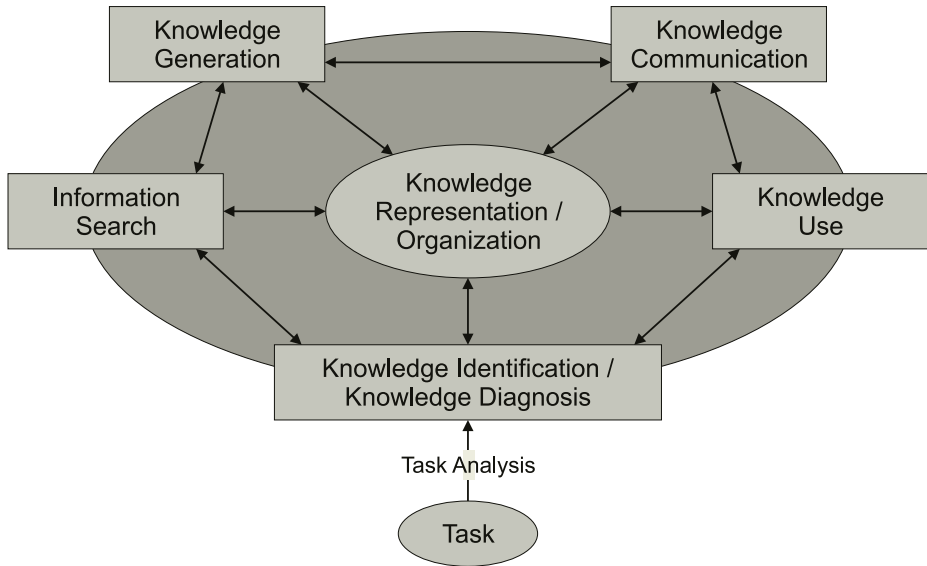 Knowledge
Generation
Knowledge
Communication
Information
Search
Knowledge
Representation /
Organization
Knowledge
Use
Knowledge Identification /
Knowledge Diagnosis
Task Analysis
Task